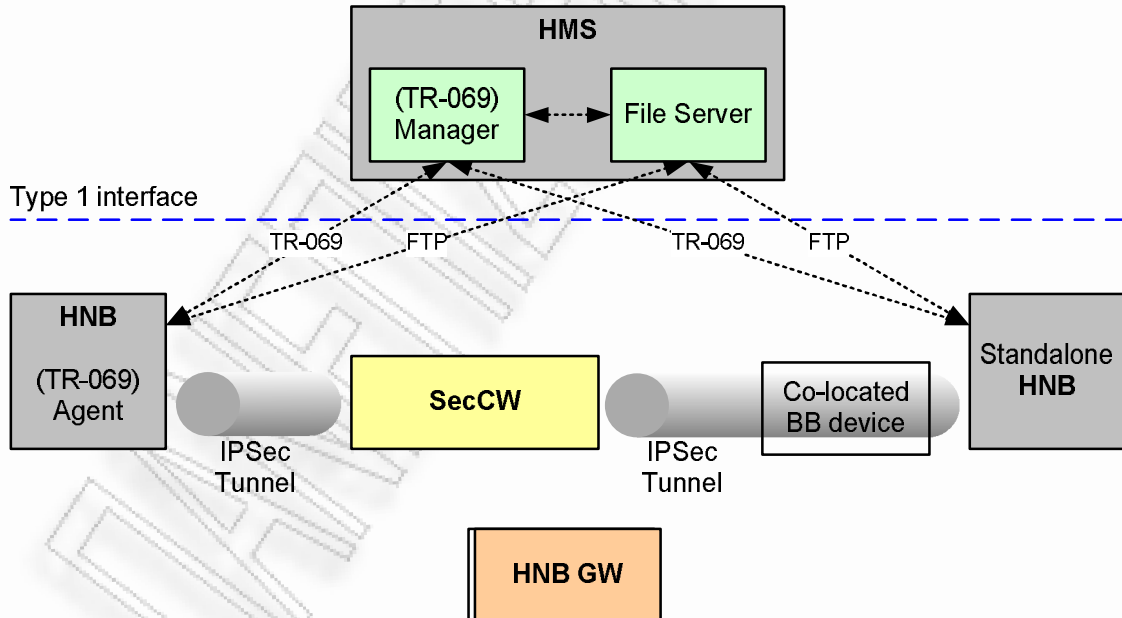 HMS
(TR-069)
Manager
File Server
Type 1 interface
TR-069
FTP
TR-069
FTP
HNB
(TR-069)
Agent
SecCW
Standalone
HNB
Co-located
BB device
IPSec
Tunnel
IPSec
Tunnel
HNB GW